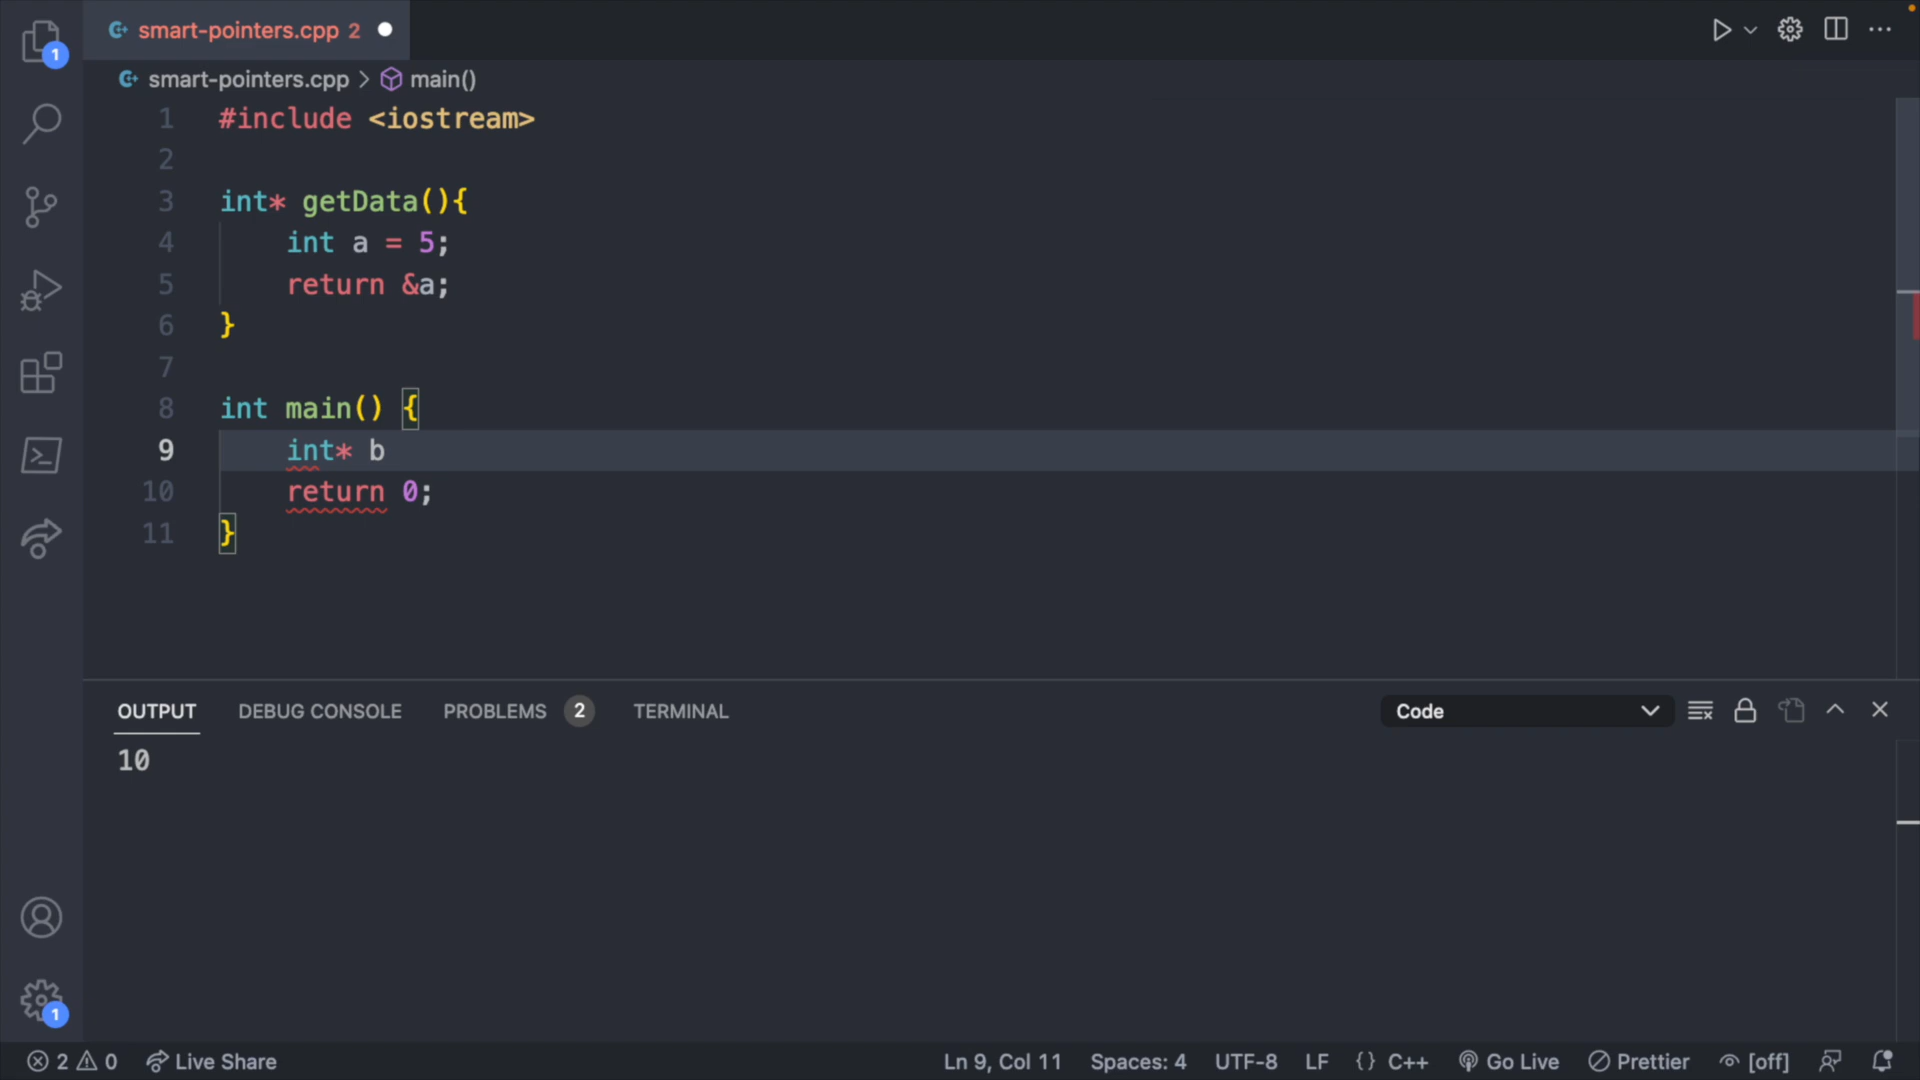 smart-pointers.cpp 2
smart-pointers.cpp > main()
1 #include <iostream>
2
3 int* getData(){
4 int a = 5;
5 return &a;
6 }
7
8 int main() {
9 int* b
10 return 0;
11 }
OUTPUT DEBUG CONSOLE PROBLEMS 2 TERMINAL Code
10
1
1
2 0 Live Share Ln 9, Col 11 Spaces: 4 UTF-8 LF {} C++ Go Live Prettier [off]